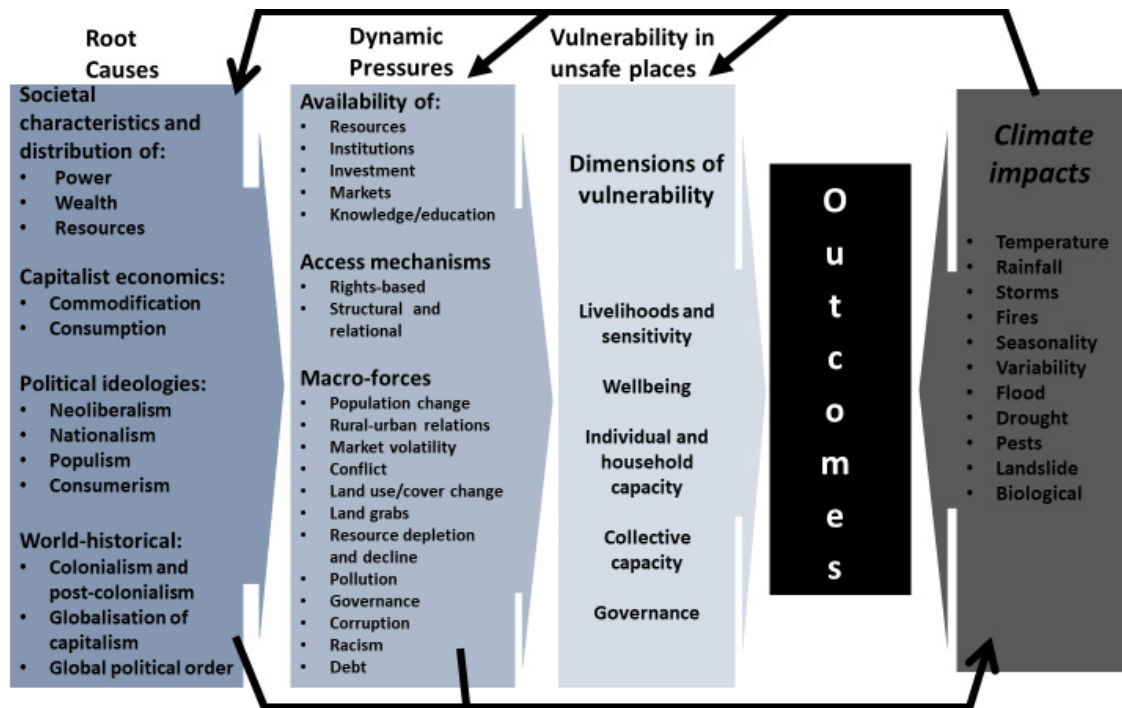 Root
Causes
Societal
characteristics and
distribution of:
• Power
• Wealth
• Resources
Capitalist economics:
• Commodification
• Consumption
Political ideologies:
• Neoliberalism
• Nationalism
• Populism
• Consumerism
World-historical:
• Colonialism and
post-colonialism
• Globalisation of
capitalism
• Global political order
Dynamic
Pressures
Availability of:
• Resources
• Institutions
• Investment
• Markets
• Knowledge/education
Access mechanisms
• Rights-based
• Structural and
relational
Macro-forces
• Population change
• Rural-urban relations
• Market volatility
• Conflict
• Land use/cover change
• Land grabs
• Resource depletion
and decline
• Pollution
• Governance
• Corruption
• Racism
• Debt
Vulnerability in
unsafe places
Dimensions of
vulnerability
Livelihoods and
sensitivity
Wellbeing
Individual and
household
capacity
Collective
capacity
Governance
O
u
t
c
o
m
e
s
Climate
impacts
• Temperature
• Rainfall
• Storms
• Fires
• Seasonality
• Variability
• Flood
• Drought
• Pests
• Landslide
• Biological